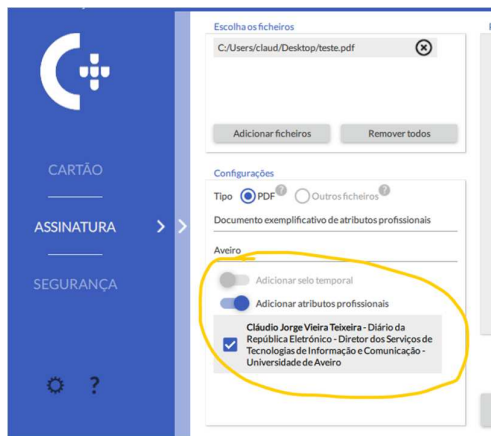 Escolha os ficheiros
C:/Users/claud/Desktop/teste.pdf
Adicionar ficheiros
Remover todos
CARTÃO
ASSINATURA
SEGURANÇA
?
Configurações
Tipo PDF ? Outros ficheiros ?
Documento exemplificativo de atributos profissionais
Aveiro
Adicionar selo temporal
Adicionar atributos profissionais
Cláudio Jorge Vieira Teixeira - Diário da
República Eletrónico - Diretor dos Serviços de
Tecnologias de Informação e Comunicação -
Universidade de Aveiro